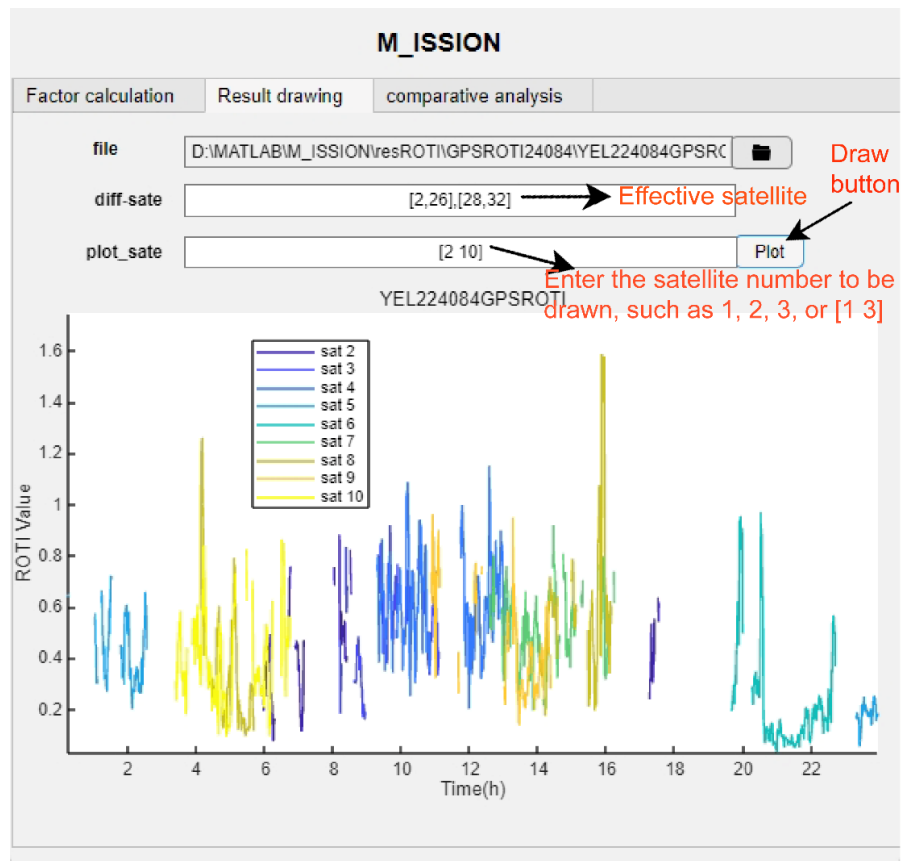 M_ISSION
Factor calculation
Result drawing
comparative analysis
file
D:\MATLAB\M_ISSION\resROTI\GPSROTI24084\YEL224084GPSRC
Draw
button
diff-sate
[2,26],[28,32]
Effective satellite
plot_sate
[2 10]
Plot
Enter the satellite number to be
drawn, such as 1, 2, 3, or [1 3]
YEL224084GPSROTI
sat 2
sat 3
sat 4
sat 5
sat 6
sat 7
sat 8
sat 9
sat 10
1.6
1.4
1.2
1
0.8
0.6
0.4
0.2
ROTI Value
2 4 6 8 10 12 14 16 18 20 22
Time(h)